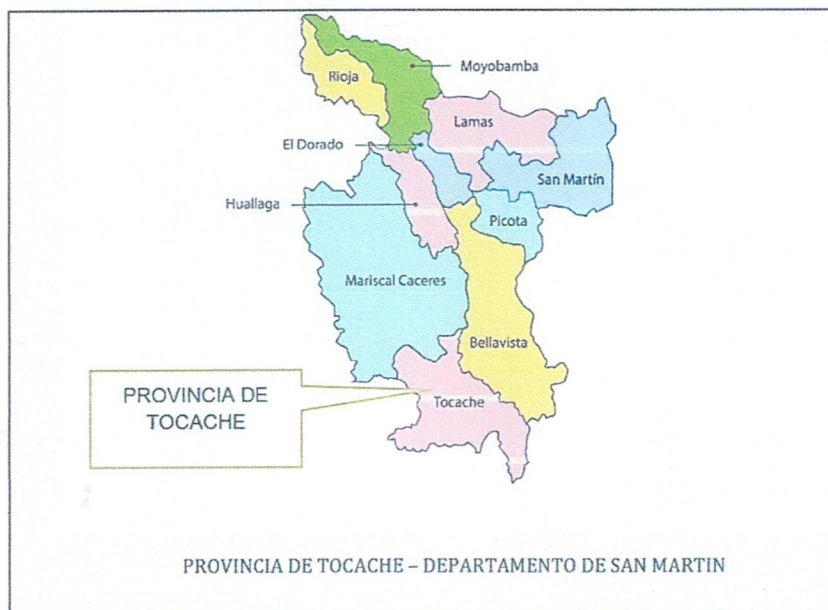 Moyobamba
Rioja
Lamas
El Dorado
San Martín
Huallaga
Picota
Mariscal Caceres
Bellavista
PROVINCIA DE
TOCACHE
Tocache
PROVINCIA DE TOCACHE – DEPARTAMENTO DE SAN MARTIN